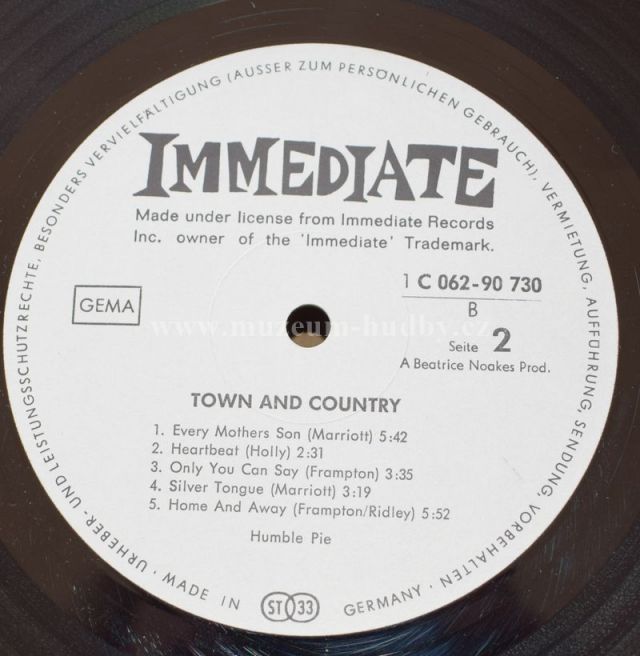 URHEBER- UND LEISTUNGSSCHUTZRECHTE, BESONDERS VERVIELFÄLTIGUNG (AUSSER ZUM PERSÖNLICHEN GEBRAUCH), VERMIETUNG, AUFFÜHRUNG, SENDUNG, VORBEHALTEN · GERMANY
IMMEDIATE
Made under license from Immediate Records
Inc. owner of the 'Immediate' Trademark.
1 C 062-90 730
B
GEMA
www.muzeum-hudby.cz
Seite 2
A Beatrice Noakes Prod.
TOWN AND COUNTRY
1. Every Mothers Son (Marriott) 5:42
2. Heartbeat (Holly) 2:31
3. Only You Can Say (Frampton) 3:35
4. Silver Tongue (Marriott) 3:19
5. Home And Away (Frampton/Ridley) 5:52
Humble Pie
· MADE IN
ST 33